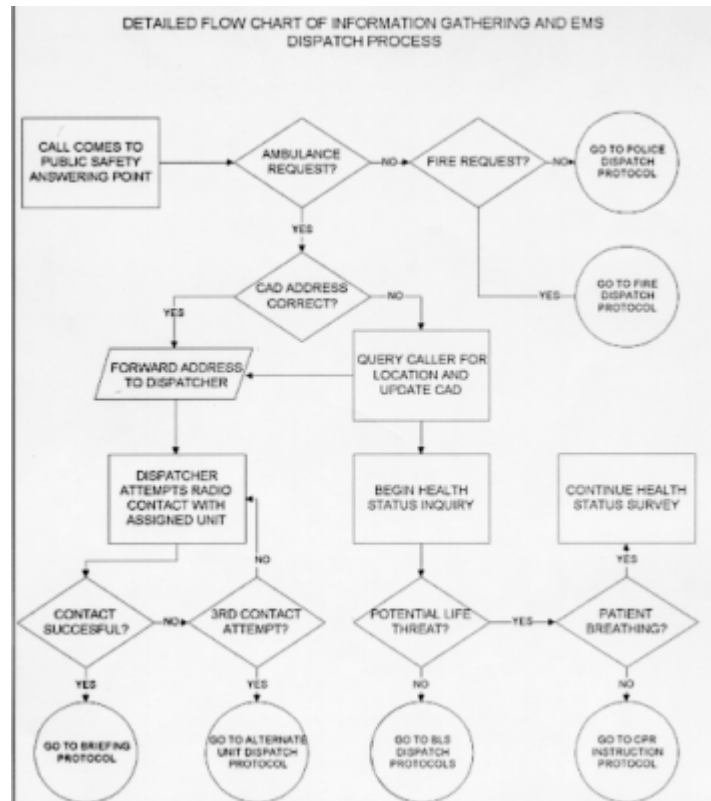 DETAILED FLOW CHART OF INFORMATION GATHERING AND EMS
DISPATCH PROCESS
CALL COMES TO
PUBLIC SAFETY
ANSWERING POINT
AMBULANCE
REQUEST?
NO
FIRE REQUEST?
NO
GO TO POLICE
DISPATCH
PROTOCOL
YES
CAD ADDRESS
CORRECT?
YES
NO
YES
GO TO FIRE
DISPATCH
PROTOCOL
FORWARD ADDRESS
TO DISPATCHER
QUERY CALLER FOR
LOCATION AND
UPDATE CAD
DISPATCHER
ATTEMPTS RADIO
CONTACT WITH
ASSIGNED UNIT
BEGIN HEALTH
STATUS INQUIRY
CONTINUE HEALTH
STATUS SURVEY
NO
YES
CONTACT
SUCCESFUL?
NO
3RD CONTACT
ATTEMPT?
POTENTIAL LIFE
THREAT?
YES
PATIENT
BREATHING?
YES
YES
NO
NO
GO TO BRIEFING
PROTOCOL
GO TO ALTERNATE
UNIT DISPATCH
PROTOCOL
GO TO BLS
DISPATCH
PROTOCOLS
GO TO CPR
INSTRUCTION
PROTOCOL